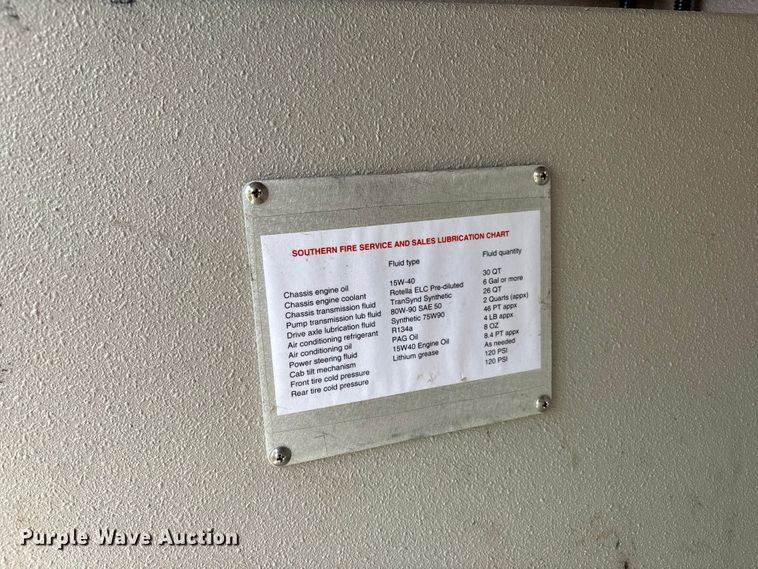 SOUTHERN FIRE SERVICE AND SALES LUBRICATION CHART
Fluid type Fluid quantity
Chassis engine oil 15W-40 30 QT
Chassis engine coolant Rotella ELC Pre-diluted 6 Gal or more
Chassis transmission fluid TranSynd Synthetic 26 QT
Pump transmission lub fluid 80W-90 SAE 50 2 Quarts (appx)
Drive axle lubrication fluid Synthetic 75W90 46 PT appx
Air conditioning refrigerant R134a 4 LB appx
Air conditioning oil PAG Oil 8 OZ
Power steering fluid 15W40 Engine Oil 8.4 PT appx
Cab tilt mechanism Lithium grease As needed
Front tire cold pressure 120 PSI
Rear tire cold pressure 120 PSI
Purple Wave Auction